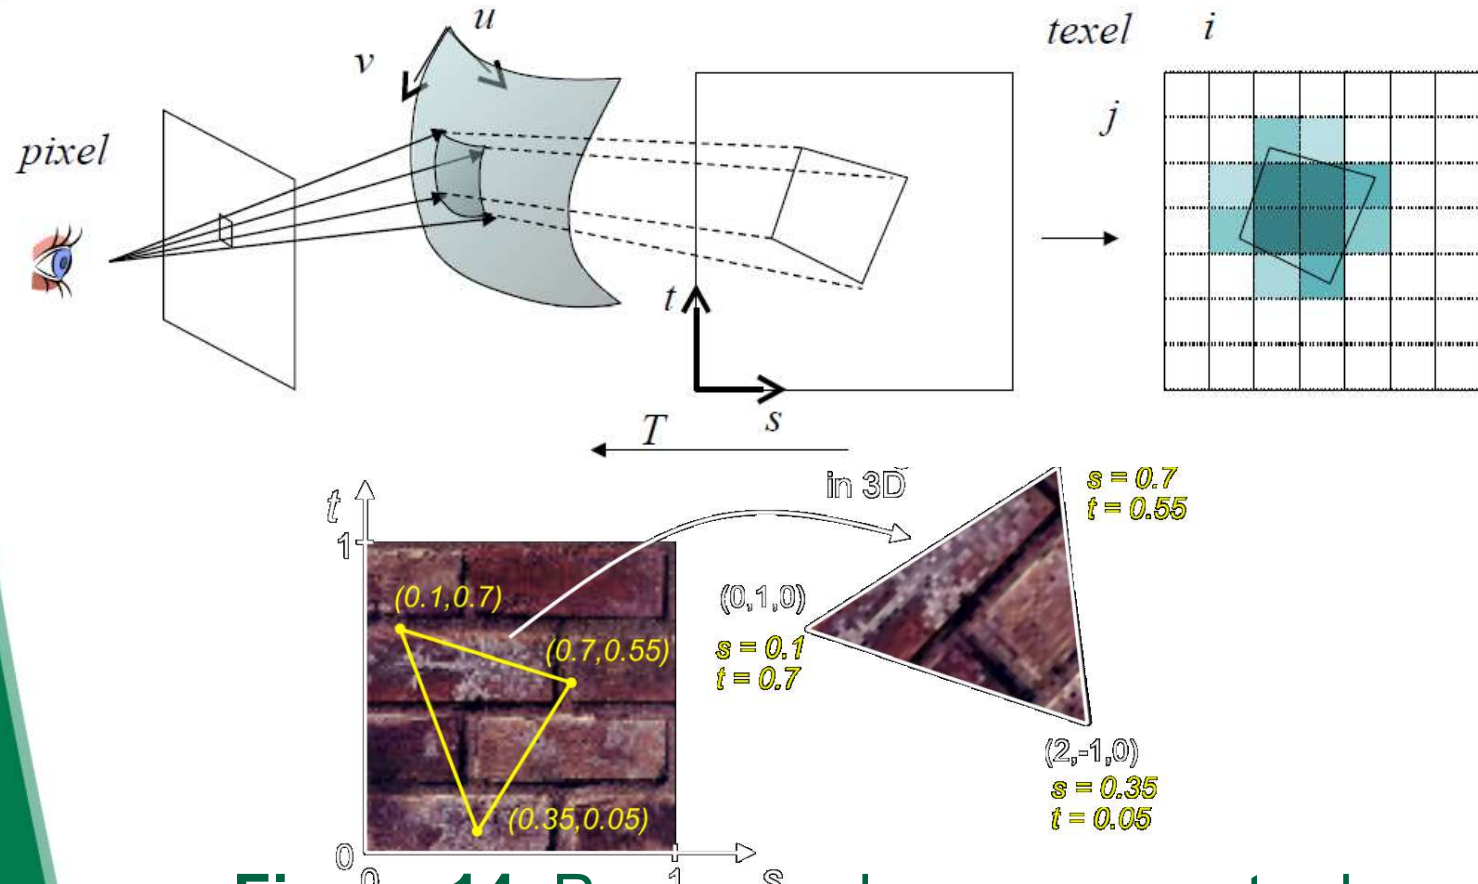 u
texel i
v
j
pixel
t
s
T
in 3D
s = 0.7
t = 0.55
t
1
(0.1,0.7)
(0.7,0.55)
(0.35,0.05)
0
0
1
s
(0,1,0)
s = 0.1
t = 0.7
(2,-1,0)
s = 0.35
t = 0.05